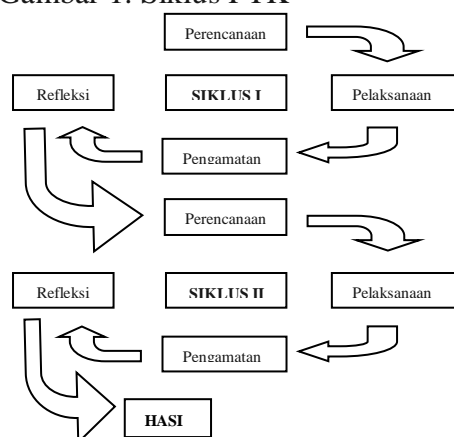 Gambar 1. Siklus PTK
Perencanaan
Refleksi
SIKLUS I
Pelaksanaan
Pengamatan
Perencanaan
Refleksi
SIKLUS II
Pelaksanaan
Pengamatan
HASI